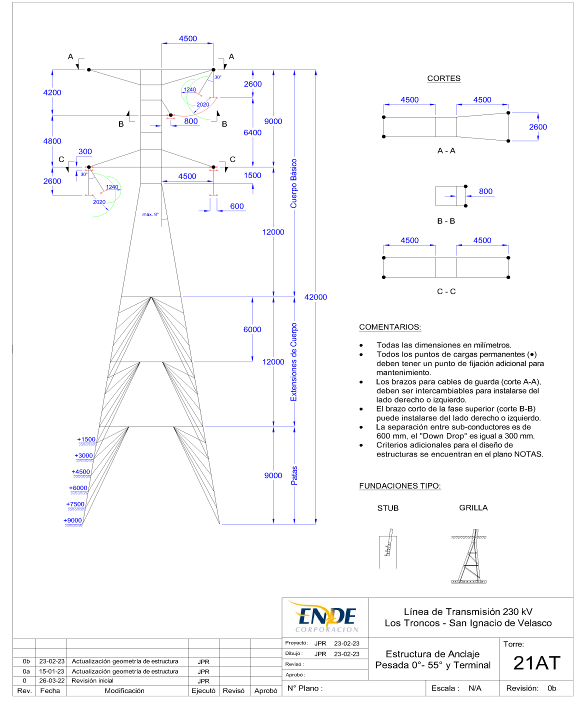 4500
A
A
30°
4200
1240
2600
9000
2020
B
B
800
6400
4800
300
C
C
30°
4500
1500
2600
1240
2020
600
Cuerpo Básico
máx. 9°
12000
42000
6000
12000
Extensiones de Cuerpo
+1500
+3000
+4500
+6000
+7500
+9000
9000
Patas
CORTES
4500
4500
2600
A - A
800
B - B
4500
4500
C - C
COMENTARIOS:
• Todas las dimensiones en milímetros.
• Todos los puntos de cargas permanentes (●)
deben tener un punto de fijación adicional para
mantenimiento.
• Los brazos para cables de guarda (corte A-A),
deben ser intercambiables para instalarse del
lado derecho o izquierdo.
• El brazo corto de la fase superior (corte B-B)
puede instalarse del lado derecho o izquierdo.
• La separación entre sub-conductores es de
600 mm, el "Down Drop" es igual a 300 mm.
• Criterios adicionales para el diseño de
estructuras se encuentran en el plano NOTAS.
FUNDACIONES TIPO:
STUB
GRILLA
ENDE
CORPORACIÓN
Línea de Transmisión 230 kV
Los Troncos - San Ignacio de Velasco
Proyecto: JPR 23-02-23
Dibujó: JPR 23-02-23
Revisó:
Aprobó:
Estructura de Anclaje
Pesada 0°- 55° y Terminal
Torre:
21AT
N° Plano :
Escala : N/A
Revisión: 0b
0b 23-02-23 Actualización geometría de estructura JPR
0a 15-01-23 Actualización geometría de estructura JPR
0 26-03-22 Revisión inicial JPR
Rev. Fecha Modificación Ejecutó Revisó Aprobó